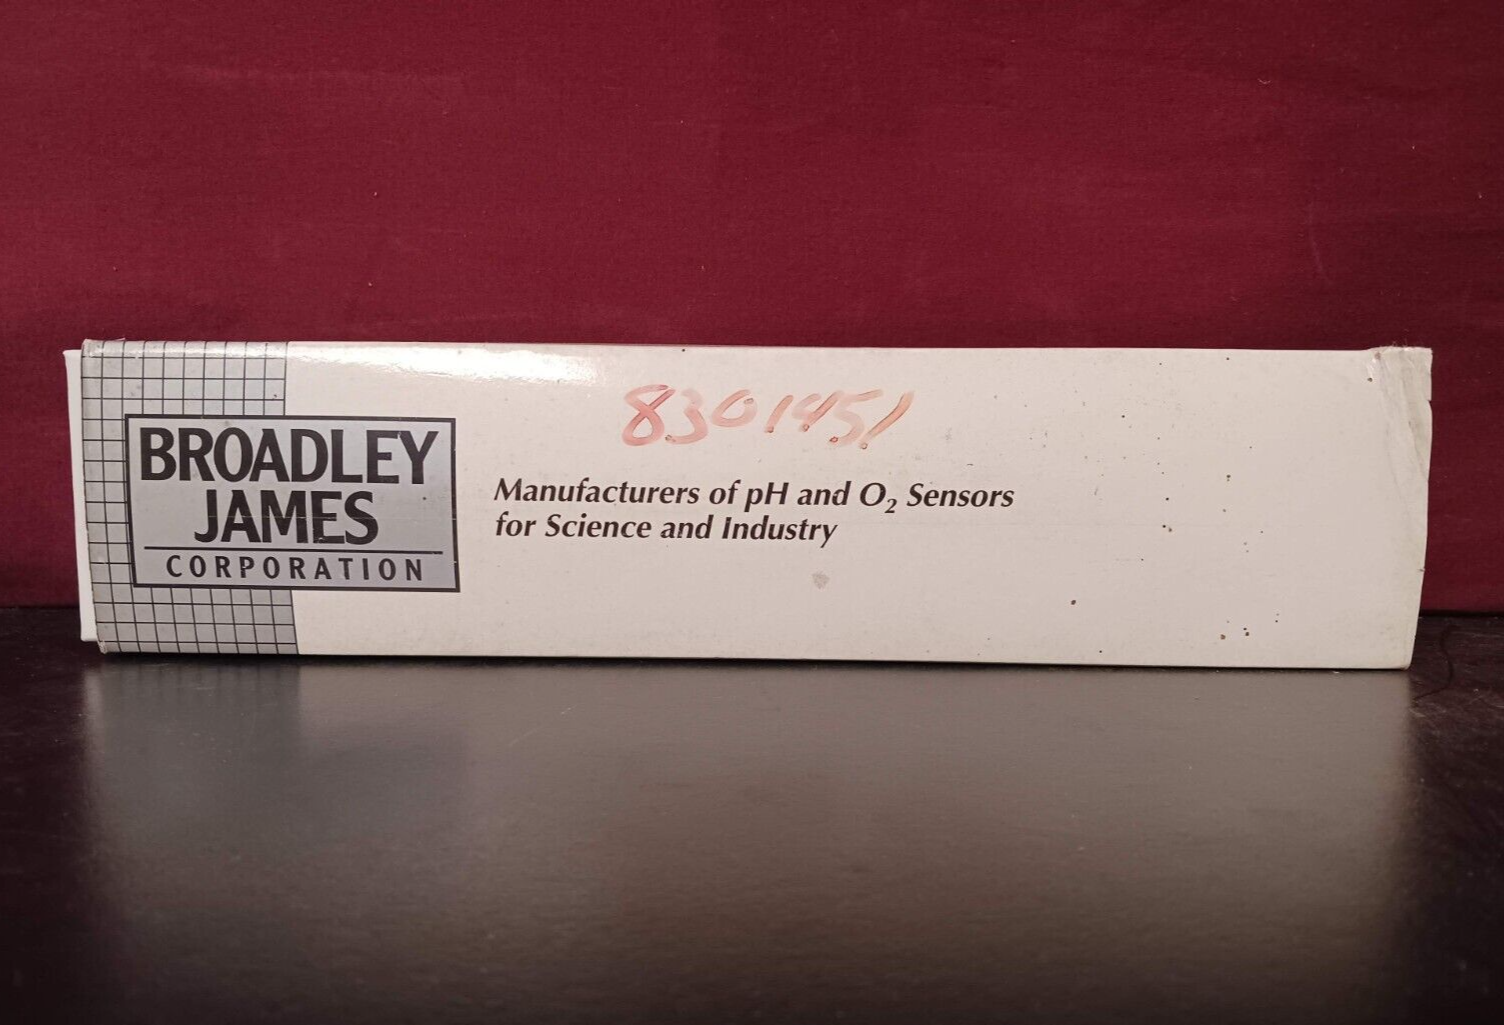 BROADLEY
JAMES
CORPORATION
8301451
Manufacturers of pH and O₂ Sensors
for Science and Industry